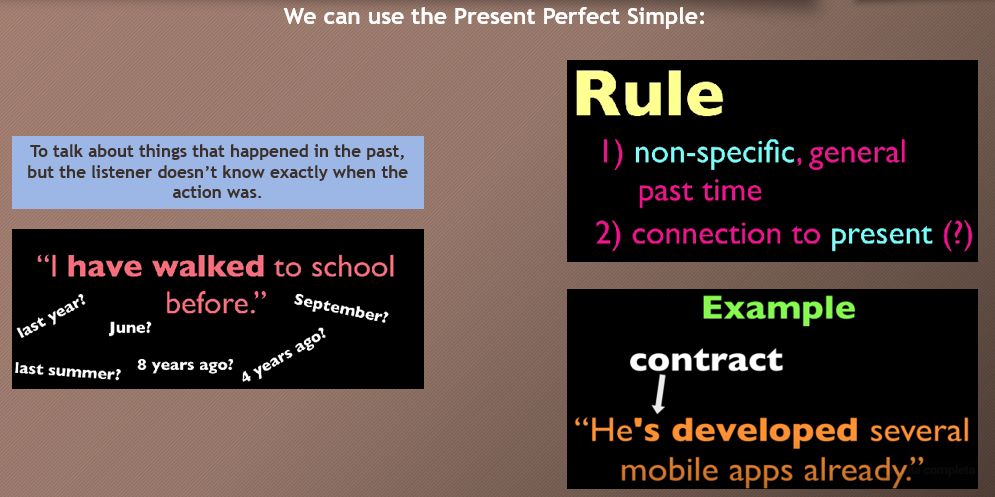 We can use the Present Perfect Simple:
To talk about things that happened in the past,
but the listener doesn't know exactly when the
action was.
"I have walked to school
before."
last year?
June?
September?
last summer?
8 years ago?
4 years ago?
Rule
1) non-specific, general
past time
2) connection to present (?)
Example
contract
"He's developed several
mobile apps already."
complete